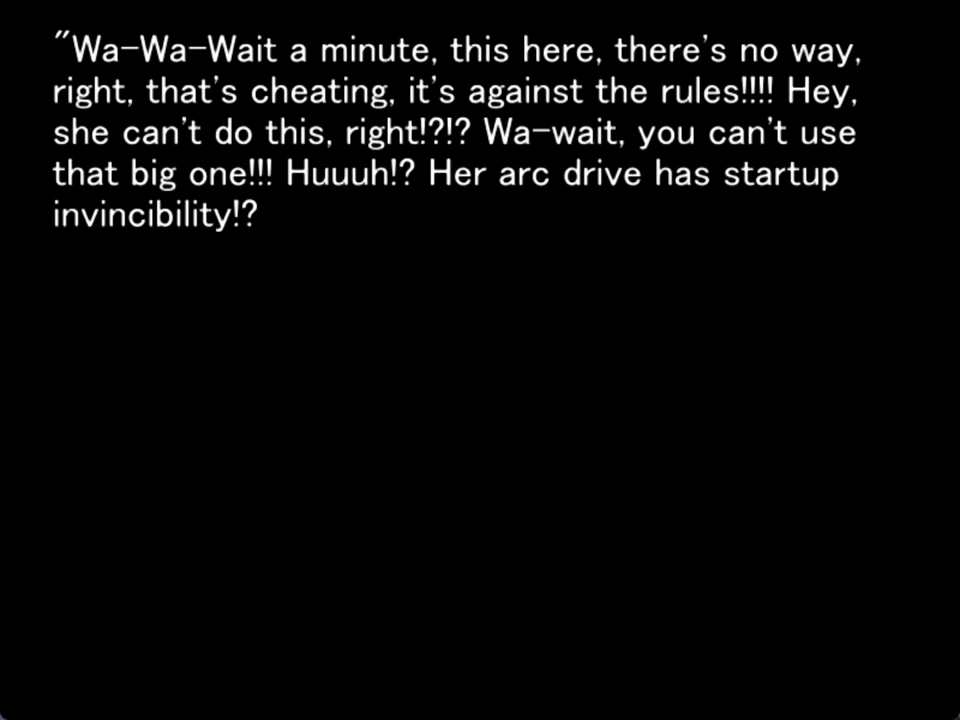 "Wa-Wa-Wait a minute, this here, there's no way,
right, that's cheating, it's against the rules!!!! Hey,
she can't do this, right!?!? Wa-wait, you can't use
that big one!!! Huuuh!? Her arc drive has startup
invincibility!?